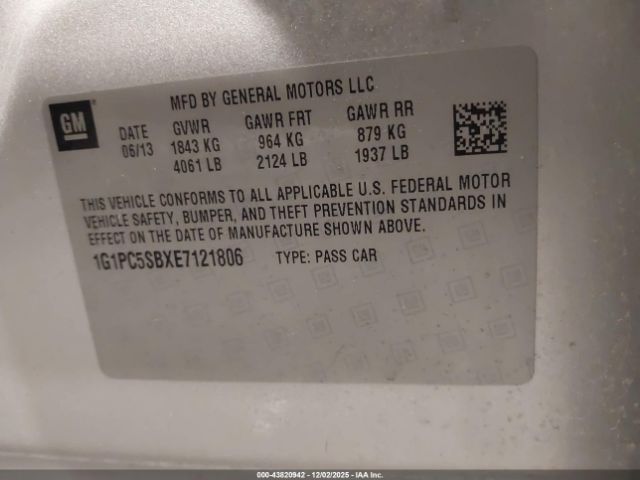 GM
MFD BY GENERAL MOTORS LLC
DATE GVWR GAWR FRT GAWR RR
06/13 1843 KG 964 KG 879 KG
4061 LB 2124 LB 1937 LB
THIS VEHICLE CONFORMS TO ALL APPLICABLE U.S. FEDERAL MOTOR
VEHICLE SAFETY, BUMPER, AND THEFT PREVENTION STANDARDS IN
EFFECT ON THE DATE OF MANUFACTURE SHOWN ABOVE.
1G1PC5SBXE7121806 TYPE: PASS CAR
000-43820942 - 12/02/2025 - IAA Inc.